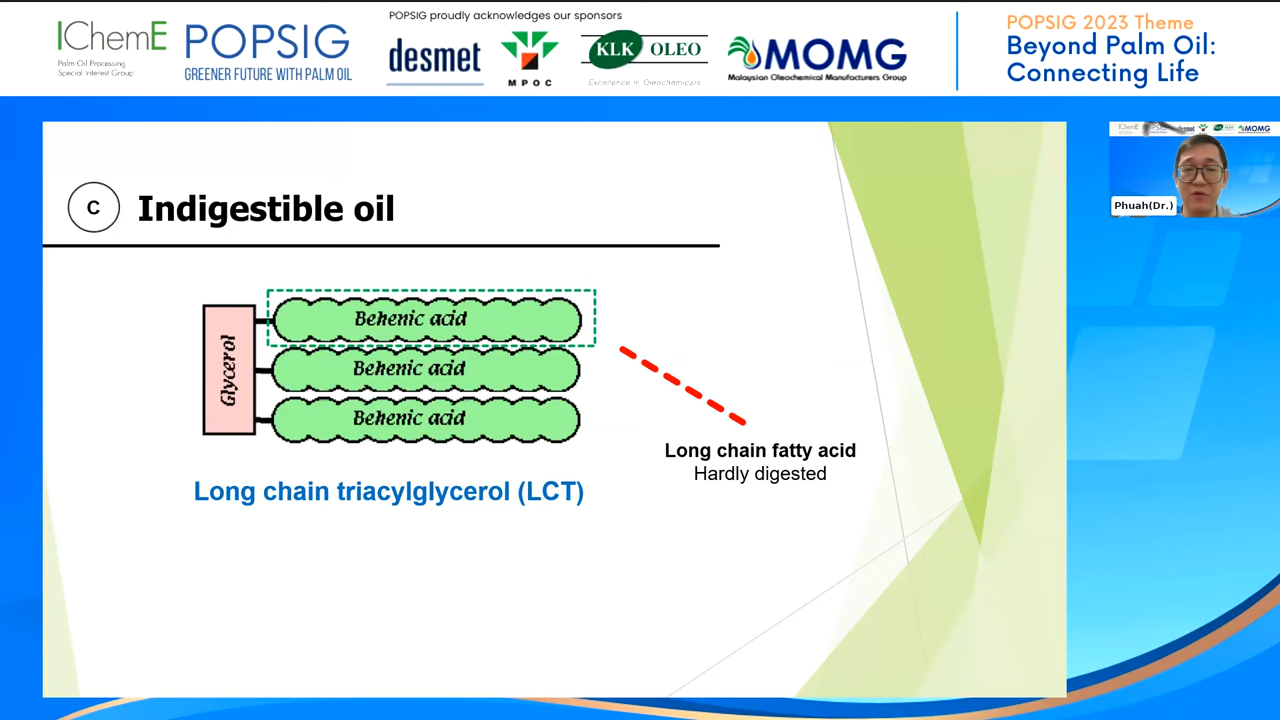 IChemE
Palm Oil Processing
Special Interest Group
POPSIG
GREENER FUTURE WITH PALM OIL
POPSIG proudly acknowledges our sponsors
desmet
MPOC
KLK OLEO
Excellence in Oleochemicals
MOMG
Malaysian Oleochemical Manufacturers Group
POPSIG 2023 Theme
Beyond Palm Oil:
Connecting Life
C
Indigestible oil
Glycerol
Behenic acid
Behenic acid
Behenic acid
Long chain triacylglycerol (LCT)
Long chain fatty acid
Hardly digested
IChemE
desmet
MOMG
Phuah(Dr.)